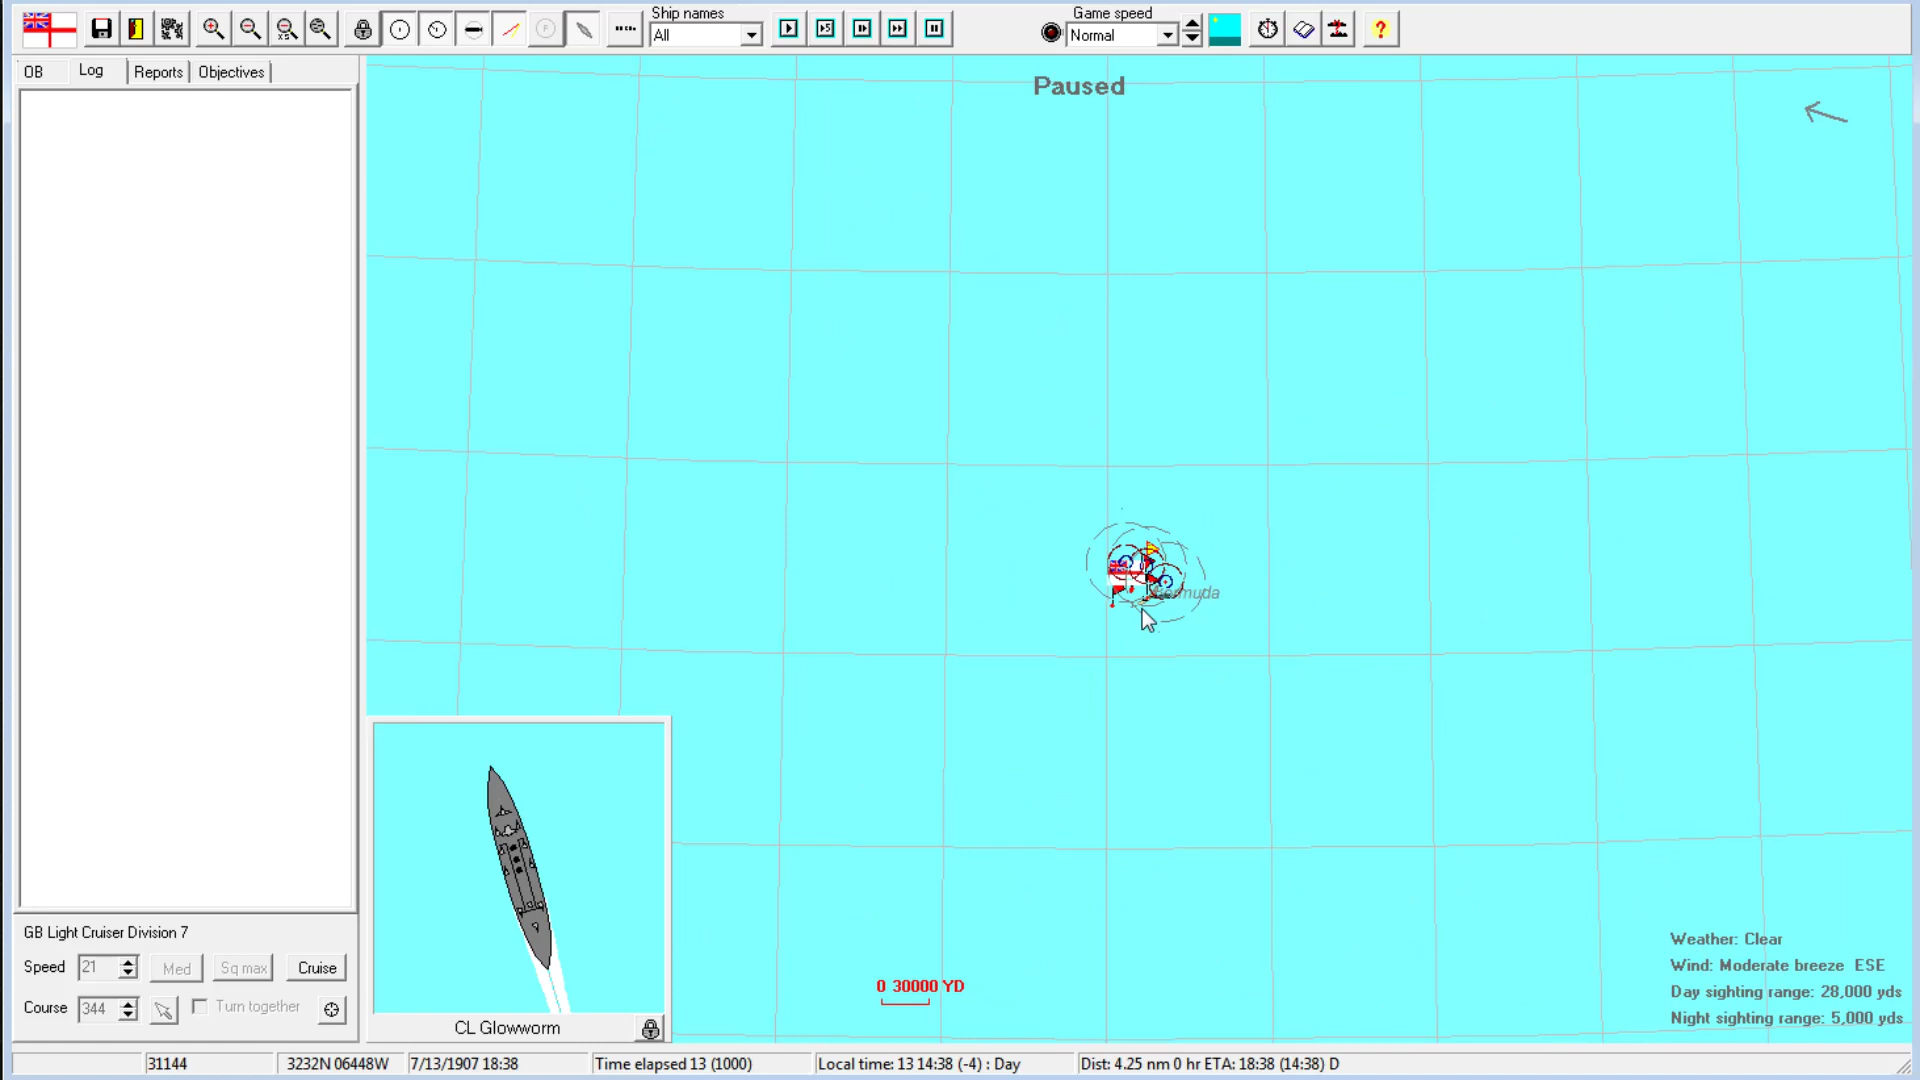 Ship names
All
Game speed
Normal
OB
Log
Reports
Objectives
Paused
Bermuda
GB Light Cruiser Division 7
Speed 21 Med Sq max Cruise
Course 344 Turn together
CL Glowworm
0 30000 YD
Weather: Clear
Wind: Moderate breeze ESE
Day sighting range: 28,000 yds
Night sighting range: 5,000 yds
31144 3232N 06448W 7/13/1907 18:38 Time elapsed 13 (1000) Local time: 13 14:38 (-4) : Day Dist: 4.25 nm 0 hr ETA: 18:38 (14:38) D